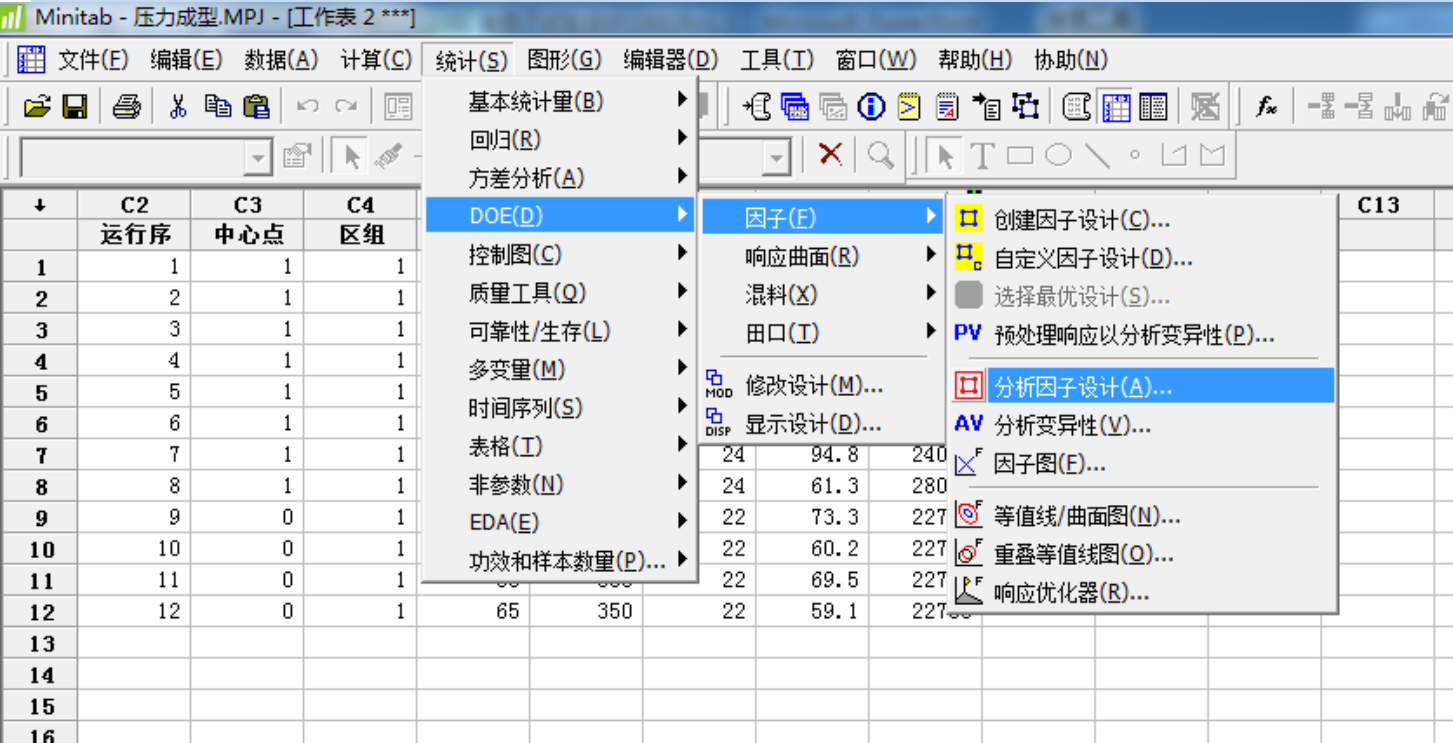 Minitab - 压力成型.MPJ - [工作表 2 ***]
文件(F) 编辑(E) 数据(A) 计算(C) 统计(S) 图形(G) 编辑器(D) 工具(T) 窗口(W) 帮助(H) 协助(N)
基本统计量(B)
回归(R)
方差分析(A)
DOE(D)
控制图(C)
质量工具(Q)
可靠性/生存(L)
多变量(M)
时间序列(S)
表格(T)
非参数(N)
EDA(E)
功效和样本数量(P)...
因子(F)
响应曲面(R)
混料(X)
田口(T)
MOD 修改设计(M)...
DISP 显示设计(D)...
创建因子设计(C)...
自定义因子设计(D)...
选择最优设计(S)...
PV 预处理响应以分析变异性(P)...
分析因子设计(A)...
AV 分析变异性(V)...
因子图(F)...
等值线/曲面图(N)...
重叠等值线图(O)...
响应优化器(R)...
↓ C2 C3 C4 C13
运行序 中心点 区组
1 1 1 1
2 2 1 1
3 3 1 1
4 4 1 1
5 5 1 1
6 6 1 1
7 7 1 1 24 94.8 240
8 8 1 1 24 61.3 280
9 9 0 1 22 73.3 227
10 10 0 1 22 60.2 227
11 11 0 1 22 69.5 227
12 12 0 1 65 350 22 59.1
13
14
15
16